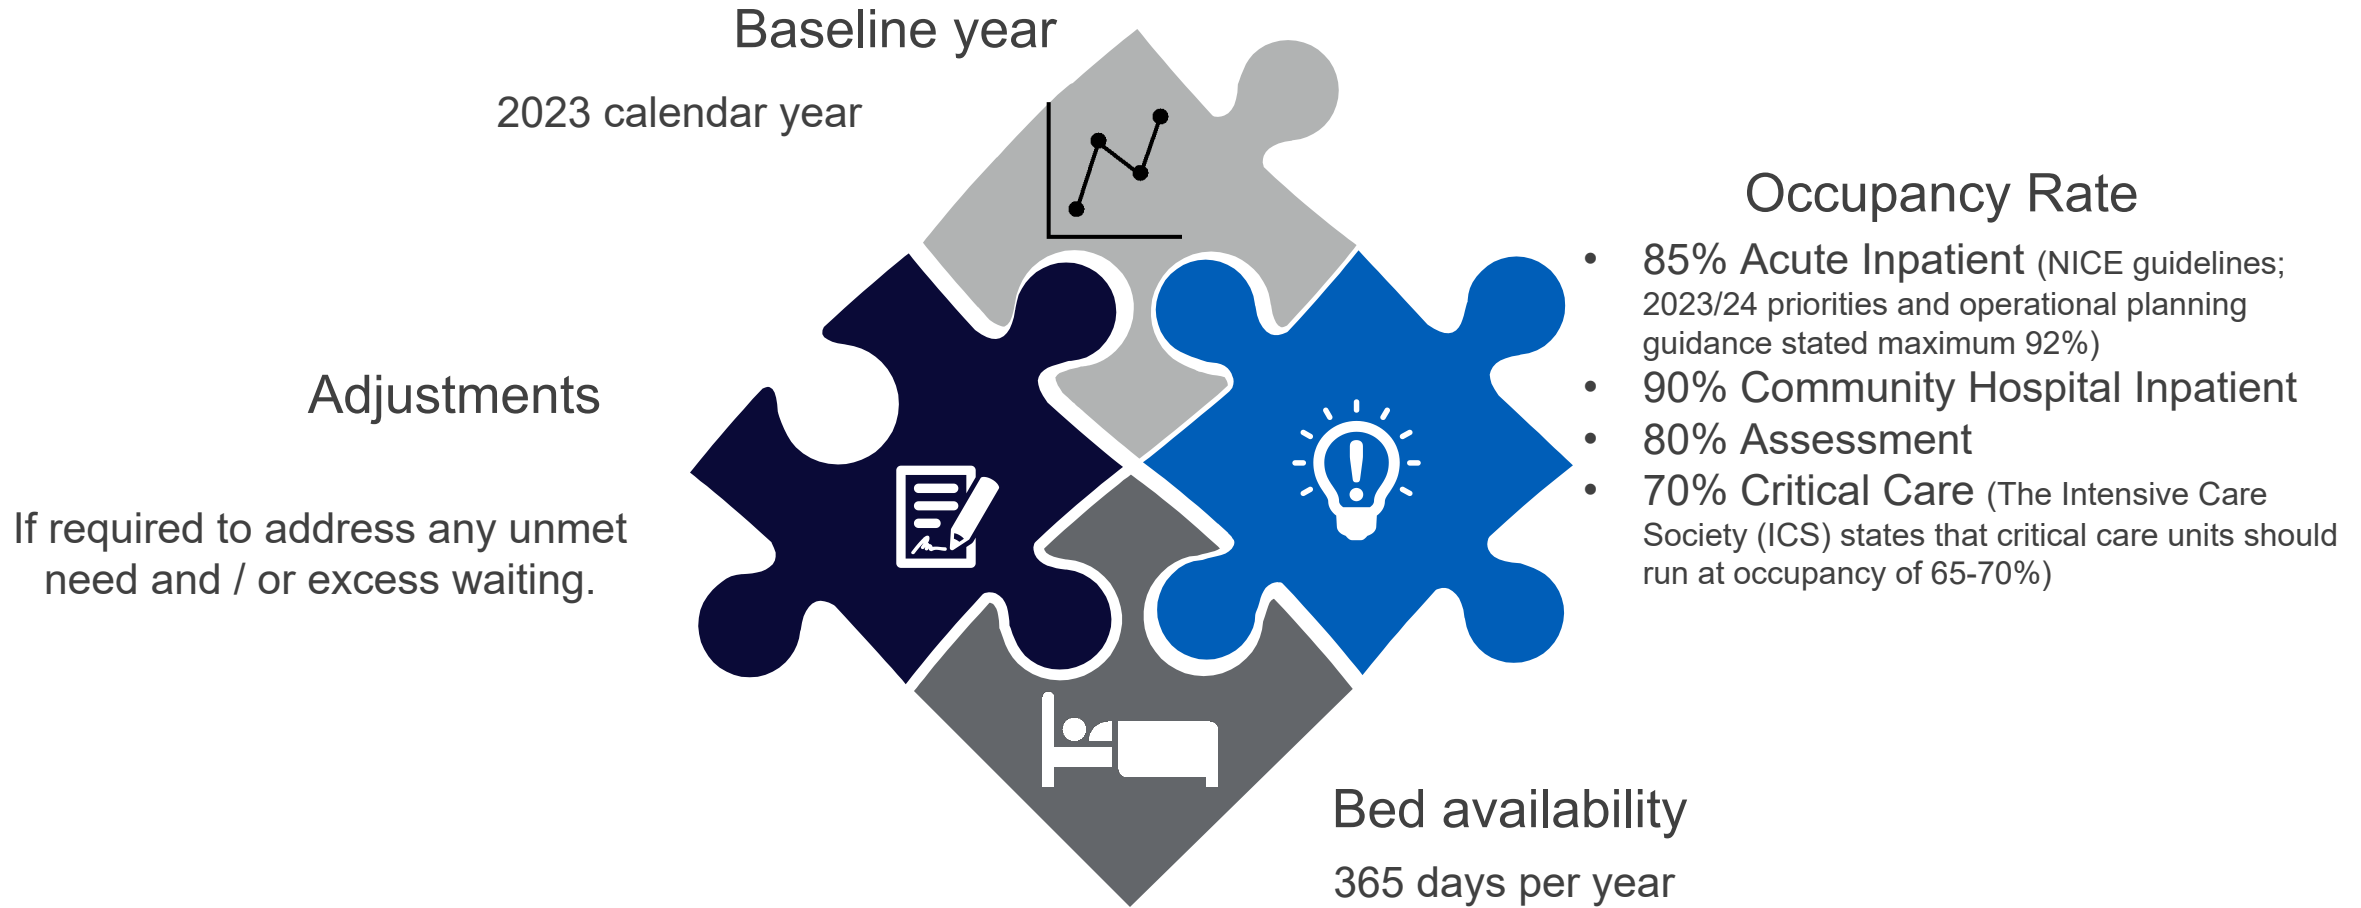 Baseline year
2023 calendar year
Occupancy Rate
• 85% Acute Inpatient (NICE guidelines;
2023/24 priorities and operational planning
guidance stated maximum 92%)
• 90% Community Hospital Inpatient
• 80% Assessment
• 70% Critical Care (The Intensive Care
Society (ICS) states that critical care units should
run at occupancy of 65-70%)
Adjustments
If required to address any unmet
need and / or excess waiting.
Bed availability
365 days per year